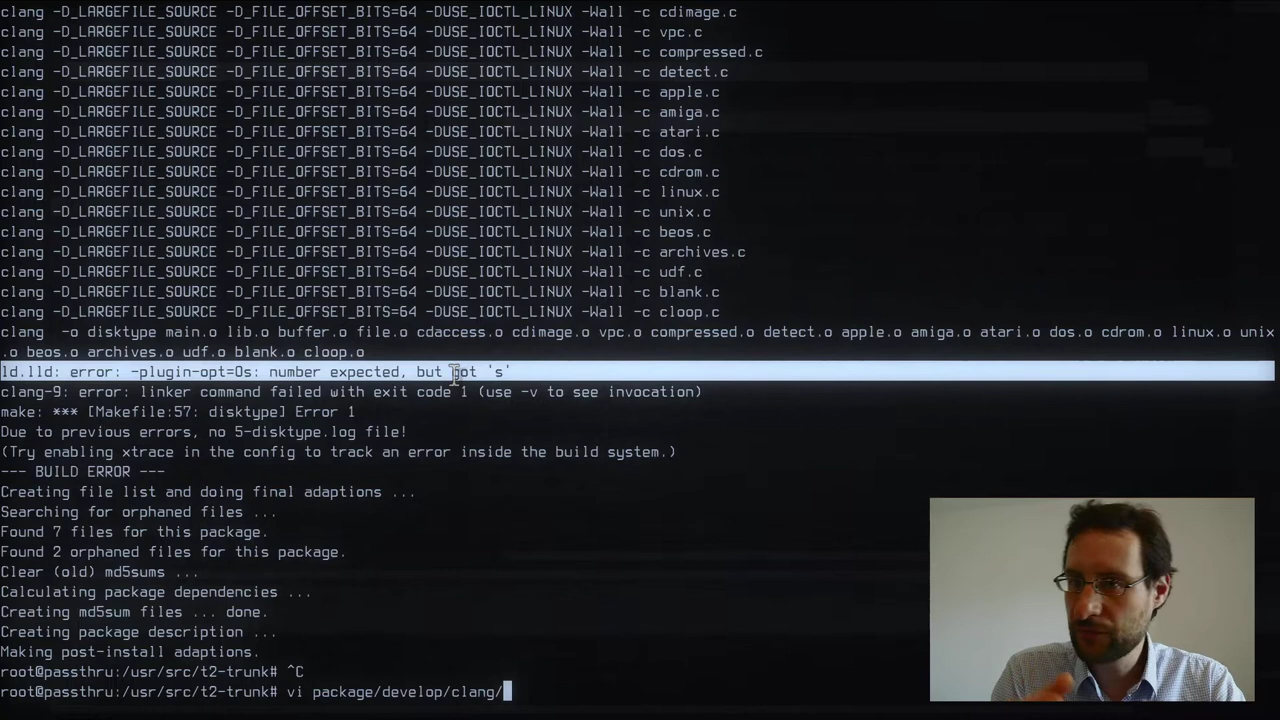 clang -D_LARGEFILE_SOURCE -D_FILE_OFFSET_BITS=64 -DUSE_IOCTL_LINUX -Wall -c cdimage.c
clang -D_LARGEFILE_SOURCE -D_FILE_OFFSET_BITS=64 -DUSE_IOCTL_LINUX -Wall -c vpc.c
clang -D_LARGEFILE_SOURCE -D_FILE_OFFSET_BITS=64 -DUSE_IOCTL_LINUX -Wall -c compressed.c
clang -D_LARGEFILE_SOURCE -D_FILE_OFFSET_BITS=64 -DUSE_IOCTL_LINUX -Wall -c detect.c
clang -D_LARGEFILE_SOURCE -D_FILE_OFFSET_BITS=64 -DUSE_IOCTL_LINUX -Wall -c apple.c
clang -D_LARGEFILE_SOURCE -D_FILE_OFFSET_BITS=64 -DUSE_IOCTL_LINUX -Wall -c amiga.c
clang -D_LARGEFILE_SOURCE -D_FILE_OFFSET_BITS=64 -DUSE_IOCTL_LINUX -Wall -c atari.c
clang -D_LARGEFILE_SOURCE -D_FILE_OFFSET_BITS=64 -DUSE_IOCTL_LINUX -Wall -c dos.c
clang -D_LARGEFILE_SOURCE -D_FILE_OFFSET_BITS=64 -DUSE_IOCTL_LINUX -Wall -c cdrom.c
clang -D_LARGEFILE_SOURCE -D_FILE_OFFSET_BITS=64 -DUSE_IOCTL_LINUX -Wall -c linux.c
clang -D_LARGEFILE_SOURCE -D_FILE_OFFSET_BITS=64 -DUSE_IOCTL_LINUX -Wall -c unix.c
clang -D_LARGEFILE_SOURCE -D_FILE_OFFSET_BITS=64 -DUSE_IOCTL_LINUX -Wall -c beos.c
clang -D_LARGEFILE_SOURCE -D_FILE_OFFSET_BITS=64 -DUSE_IOCTL_LINUX -Wall -c archives.c
clang -D_LARGEFILE_SOURCE -D_FILE_OFFSET_BITS=64 -DUSE_IOCTL_LINUX -Wall -c udf.c
clang -D_LARGEFILE_SOURCE -D_FILE_OFFSET_BITS=64 -DUSE_IOCTL_LINUX -Wall -c blank.c
clang -D_LARGEFILE_SOURCE -D_FILE_OFFSET_BITS=64 -DUSE_IOCTL_LINUX -Wall -c cloop.c
clang  -o disktype main.o lib.o buffer.o file.o cdaccess.o cdimage.o vpc.o compressed.o detect.o apple.o amiga.o atari.o dos.o cdrom.o linux.o unix
.o beos.o archives.o udf.o blank.o cloop.o
ld.lld: error: -plugin-opt=Os: number expected, but got 's'
clang-9: error: linker command failed with exit code 1 (use -v to see invocation)
make: *** [Makefile:57: disktype] Error 1
Due to previous errors, no 5-disktype.log file!
(Try enabling xtrace in the config to track an error inside the build system.)
--- BUILD ERROR ---
Creating file list and doing final adaptions ...
Searching for orphaned files ...
Found 7 files for this package.
Found 2 orphaned files for this package.
Clear (old) md5sums ...
Calculating package dependencies ...
Creating md5sum files ... done.
Creating package description ...
Making post-install adaptions.
root@passthru:/usr/src/t2-trunk# ^C
root@passthru:/usr/src/t2-trunk# vi package/develop/clang/